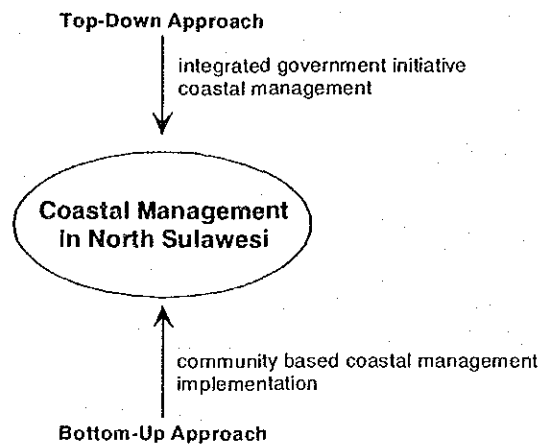 Top-Down Approach
integrated government initiative
coastal management
Coastal Management
in North Sulawesi
community based coastal management
implementation
Bottom-Up Approach